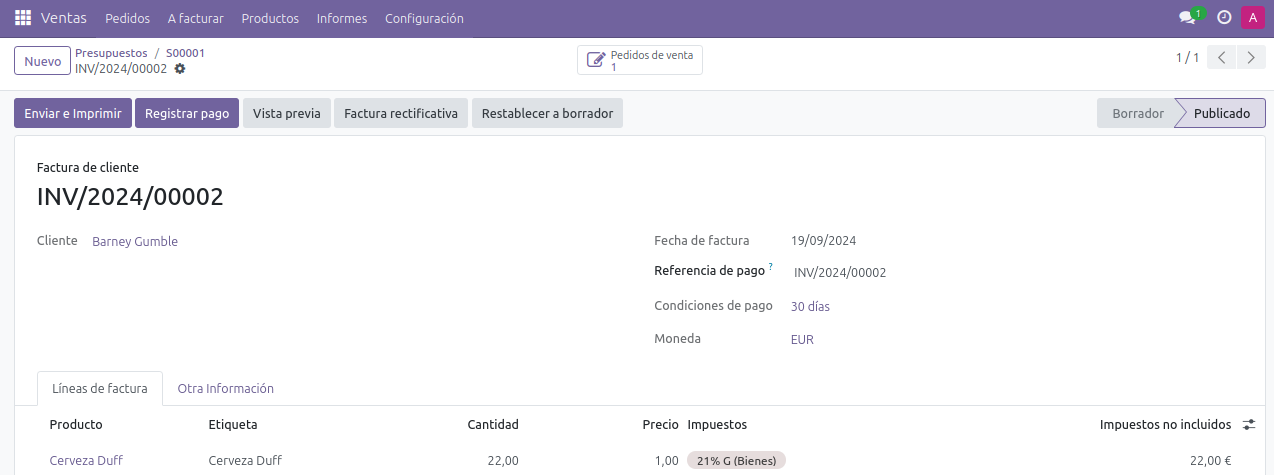 Ventas Pedidos A facturar Productos Informes Configuración 1 A
Nuevo Presupuestos / S00001 Pedidos de venta 1 / 1
INV/2024/00002 1
Enviar e Imprimir Registrar pago Vista previa Factura rectificativa Restablecer a borrador Borrador Publicado
Factura de cliente
INV/2024/00002
Cliente Barney Gumble Fecha de factura 19/09/2024
Referencia de pago ? INV/2024/00002
Condiciones de pago 30 días
Moneda EUR
Líneas de factura Otra Información
Producto Etiqueta Cantidad Precio Impuestos Impuestos no incluidos
Cerveza Duff Cerveza Duff 22,00 1,00 21% G (Bienes) 22,00 €